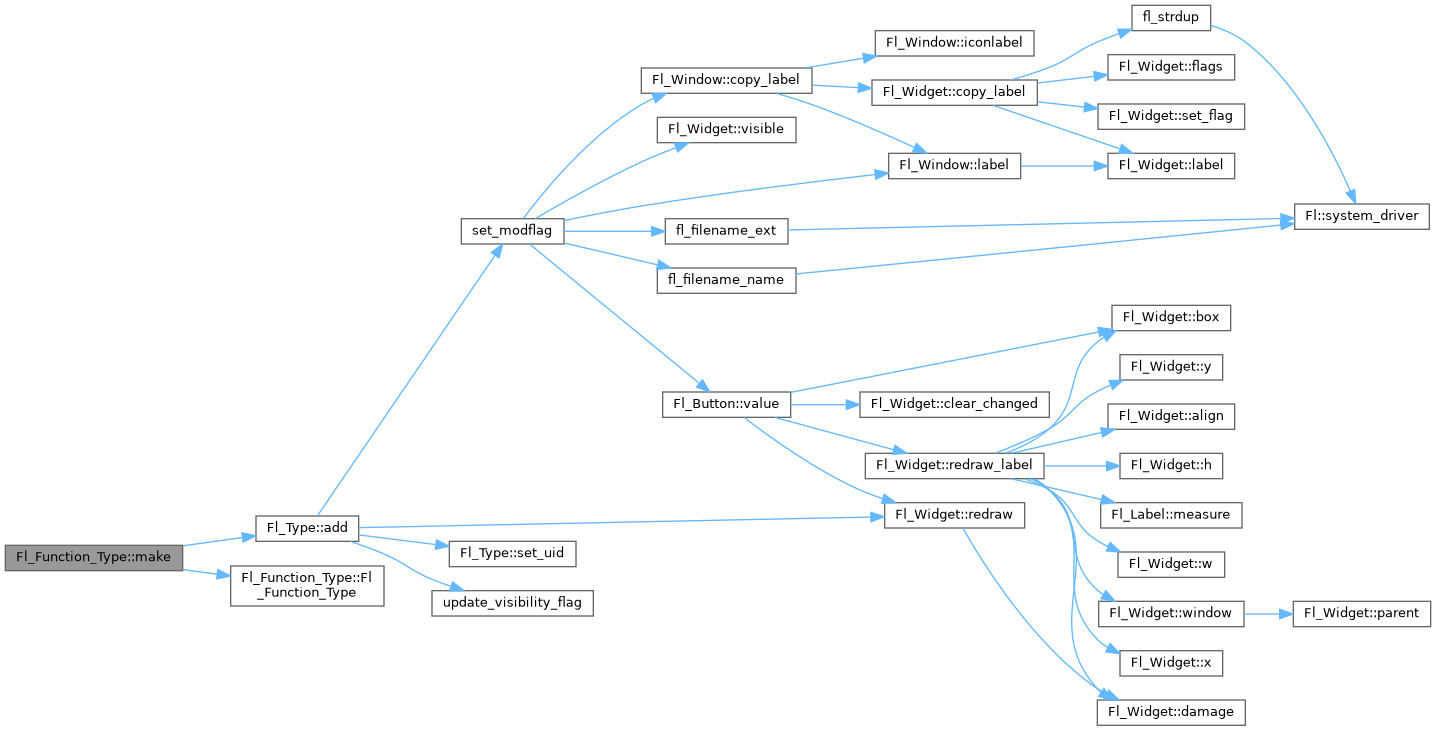 fl_strdup
Fl_Window::iconlabel
Fl_Widget::flags
Fl_Window::copy_label
Fl_Widget::copy_label
Fl_Widget::set_flag
Fl_Widget::visible
Fl_Window::label
Fl_Widget::label
Fl::system_driver
set_modflag
fl_filename_ext
fl_filename_name
Fl_Widget::box
Fl_Widget::y
Fl_Button::value
Fl_Widget::clear_changed
Fl_Widget::align
Fl_Widget::redraw_label
Fl_Widget::h
Fl_Widget::redraw
Fl_Label::measure
Fl_Type::add
Fl_Type::set_uid
Fl_Function_Type::make
Fl_Widget::w
Fl_Function_Type::Fl
_Function_Type
update_visibility_flag
Fl_Widget::window
Fl_Widget::parent
Fl_Widget::x
Fl_Widget::damage